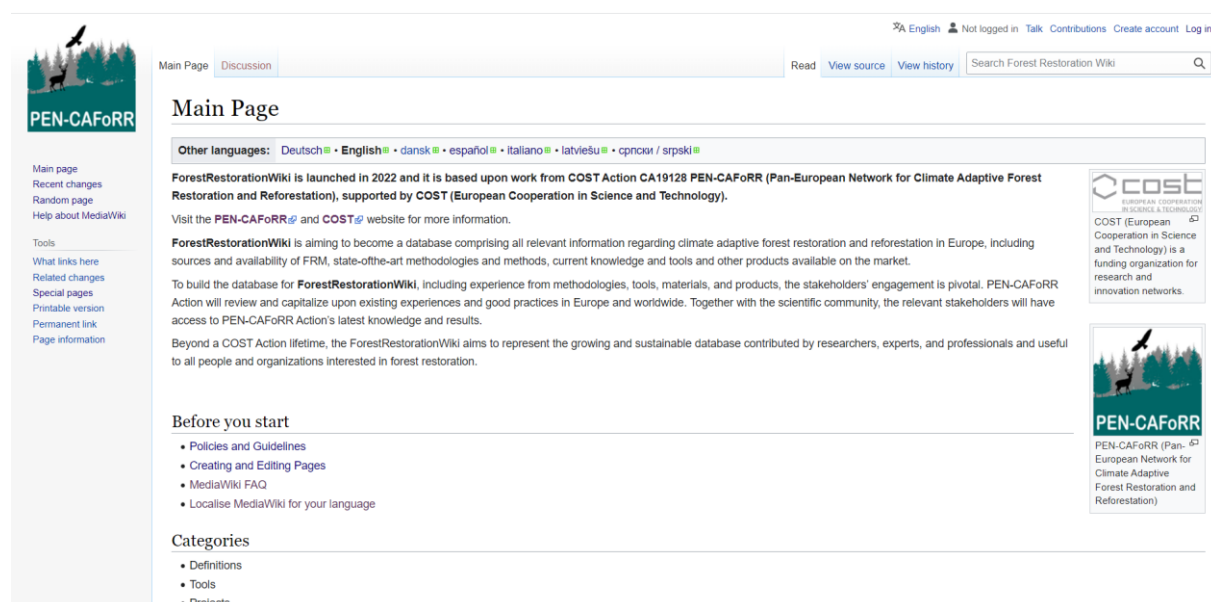 English Not logged in Talk Contributions Create account Log in
PEN-CAFoRR
Main Page Discussion Read View source View history Search Forest Restoration Wiki
Main Page
Other languages: Deutsch • English • dansk • español • italiano • latviešu • српски / srpski
Main page
Recent changes
Random page
Help about MediaWiki
Tools
What links here
Related changes
Special pages
Printable version
Permanent link
Page information
ForestRestorationWiki is launched in 2022 and it is based upon work from COST Action CA19128 PEN-CAFoRR (Pan-European Network for Climate Adaptive Forest
Restoration and Reforestation), supported by COST (European Cooperation in Science and Technology).
Visit the PEN-CAFoRR and COST website for more information.
ForestRestorationWiki is aiming to become a database comprising all relevant information regarding climate adaptive forest restoration and reforestation in Europe, including
sources and availability of FRM, state-ofthe-art methodologies and methods, current knowledge and tools and other products available on the market.
To build the database for ForestRestorationWiki, including experience from methodologies, tools, materials, and products, the stakeholders' engagement is pivotal. PEN-CAFoRR
Action will review and capitalize upon existing experiences and good practices in Europe and worldwide. Together with the scientific community, the relevant stakeholders will have
access to PEN-CAFoRR Action's latest knowledge and results.
Beyond a COST Action lifetime, the ForestRestorationWiki aims to represent the growing and sustainable database contributed by researchers, experts, and professionals and useful
to all people and organizations interested in forest restoration.
cost
EUROPEAN COOPERATION
IN SCIENCE & TECHNOLOGY
COST (European
Cooperation in Science
and Technology) is a
funding organization for
research and
innovation networks.
PEN-CAFoRR
PEN-CAFoRR (Pan-
European Network for
Climate Adaptive
Forest Restoration and
Reforestation)
Before you start
• Policies and Guidelines
• Creating and Editing Pages
• MediaWiki FAQ
• Localise MediaWiki for your language
Categories
• Definitions
• Tools
• Projects